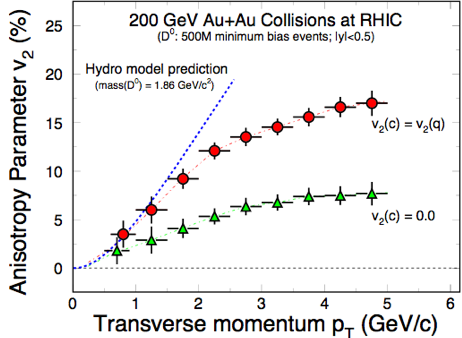 200 GeV Au+Au Collisions at RHIC
(D⁰: 500M minimum bias events; |y|<0.5)
Hydro model prediction
(mass(D⁰) = 1.86 GeV/c²)
v₂(c) = v₂(q)
v₂(c) = 0.0
Anisotropy Parameter v₂ (%)
25
20
15
10
5
0
0 1 2 3 4 5 6
Transverse momentum p_T (GeV/c)